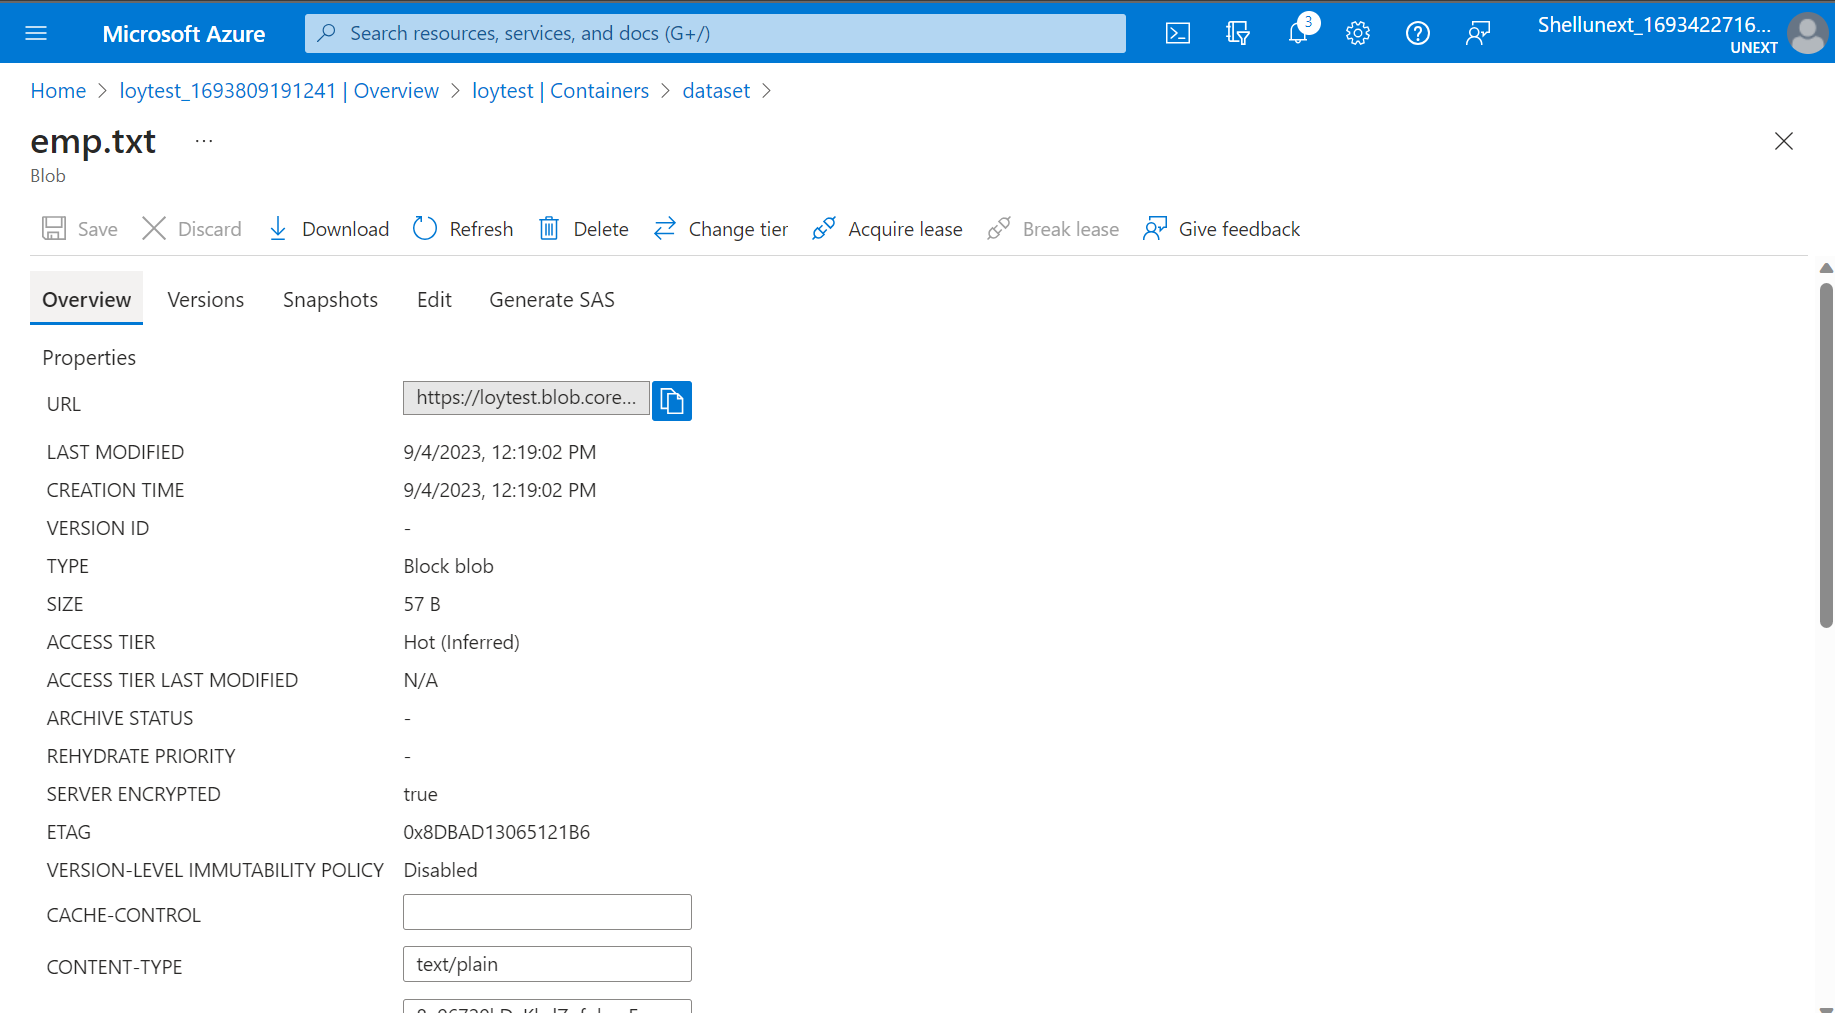 Microsoft Azure
Search resources, services, and docs (G+/)
3
Shellunext_1693422716...
UNEXT
Home > loytest_1693809191241 | Overview > loytest | Containers > dataset >
emp.txt ...
Blob
Save Discard Download Refresh Delete Change tier Acquire lease Break lease Give feedback
Overview Versions Snapshots Edit Generate SAS
Properties
URL https://loytest.blob.core...
LAST MODIFIED 9/4/2023, 12:19:02 PM
CREATION TIME 9/4/2023, 12:19:02 PM
VERSION ID -
TYPE Block blob
SIZE 57 B
ACCESS TIER Hot (Inferred)
ACCESS TIER LAST MODIFIED N/A
ARCHIVE STATUS -
REHYDRATE PRIORITY -
SERVER ENCRYPTED true
ETAG 0x8DBAD13065121B6
VERSION-LEVEL IMMUTABILITY POLICY Disabled
CACHE-CONTROL
CONTENT-TYPE text/plain